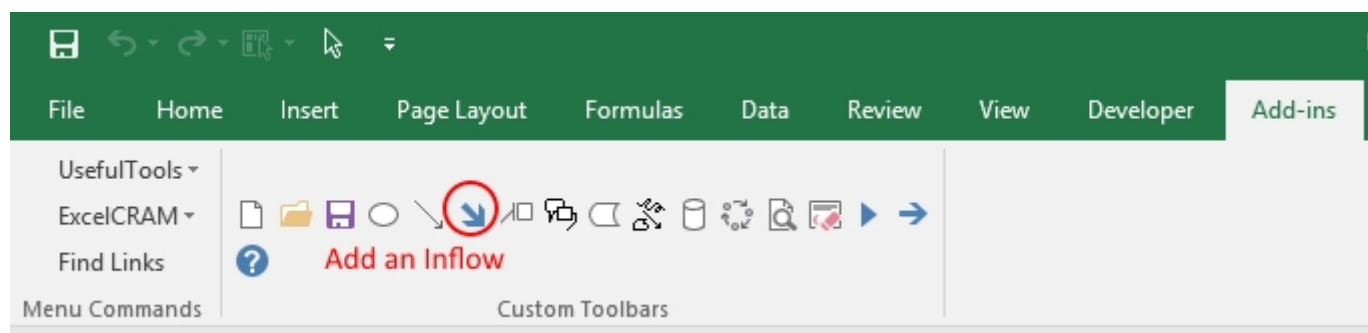 File Home Insert Page Layout Formulas Data Review View Developer Add-ins
UsefulTools
ExcelCRAM
Find Links
? Add an Inflow
Menu Commands Custom Toolbars